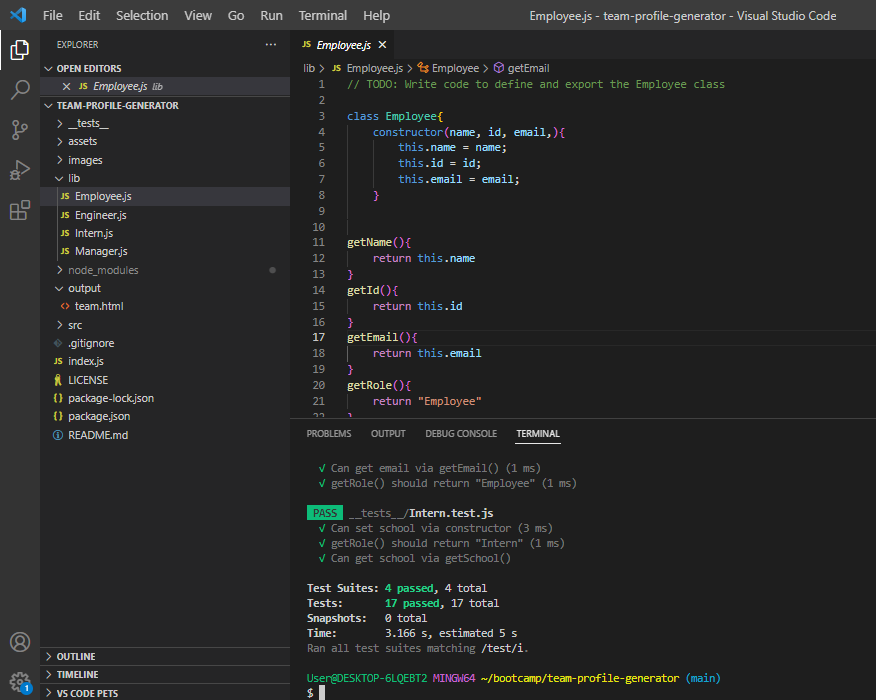 File Edit Selection View Go Run Terminal Help Employee.js - team-profile-generator - Visual Studio Code
EXPLORER ···
OPEN EDITORS
JS Employee.js lib
TEAM-PROFILE-GENERATOR
__tests__
assets
images
lib
JS Employee.js
JS Engineer.js
JS Intern.js
JS Manager.js
node_modules
output
<> team.html
src
.gitignore
JS index.js
LICENSE
{} package-lock.json
{} package.json
README.md
OUTLINE
TIMELINE
VS CODE PETS
1
JS Employee.js
lib > JS Employee.js > Employee > getEmail
1 // TODO: Write code to define and export the Employee class
2
3 class Employee{
4 constructor(name, id, email,){
5 this.name = name;
6 this.id = id;
7 this.email = email;
8 }
9
10
11 getName(){
12 return this.name
13 }
14 getId(){
15 return this.id
16 }
17 getEmail(){
18 return this.email
19 }
20 getRole(){
21 return "Employee"
22 }
PROBLEMS OUTPUT DEBUG CONSOLE TERMINAL
√ Can get email via getEmail() (1 ms)
√ getRole() should return "Employee" (1 ms)
PASS __tests__/Intern.test.js
√ Can set school via constructor (3 ms)
√ getRole() should return "Intern" (1 ms)
√ Can get school via getSchool()
Test Suites: 4 passed, 4 total
Tests: 17 passed, 17 total
Snapshots: 0 total
Time: 3.166 s, estimated 5 s
Ran all test suites matching /test/i.
User@DESKTOP-6LQEBT2 MINGW64 ~/bootcamp/team-profile-generator (main)
$